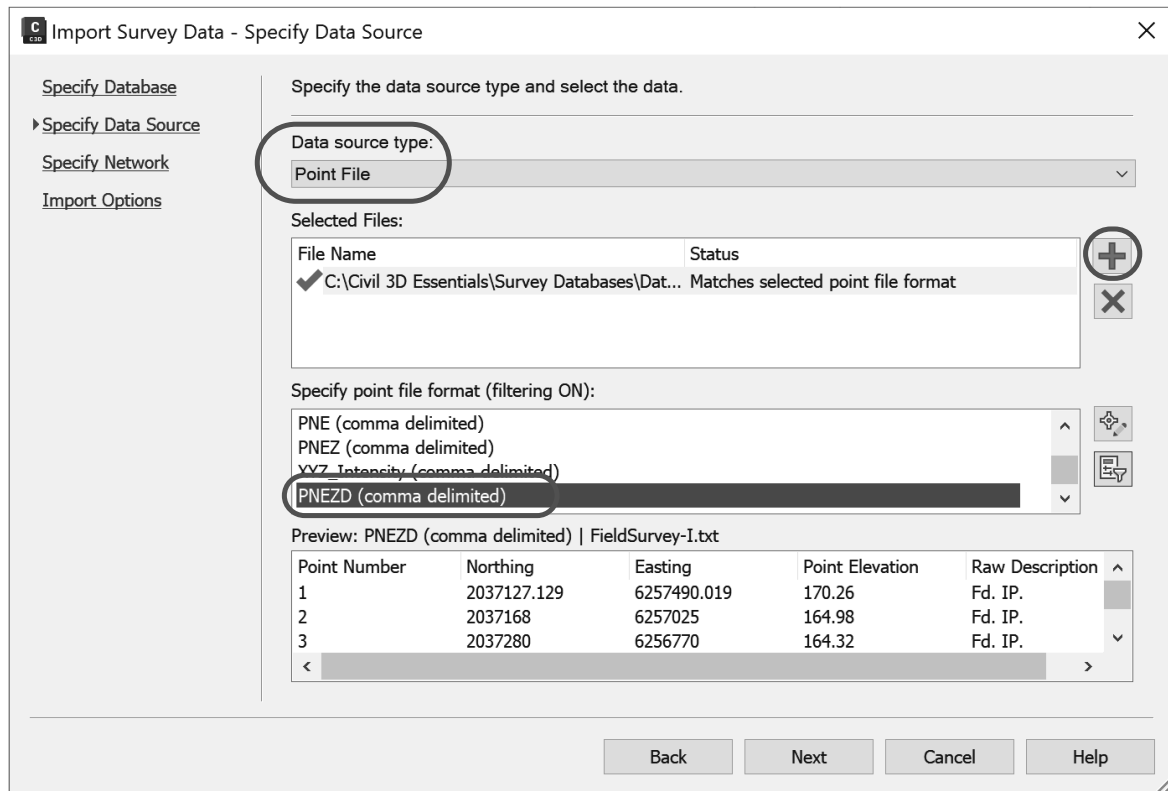 C
C3D
Import Survey Data - Specify Data Source
Specify Database
Specify Data Source
Specify Network
Import Options
Specify the data source type and select the data.
Data source type:
Point File
Selected Files:
File Name Status
C:\Civil 3D Essentials\Survey Databases\Dat... Matches selected point file format
Specify point file format (filtering ON):
PNE (comma delimited)
PNEZ (comma delimited)
XYZ_Intensity (comma delimited)
PNEZD (comma delimited)
Preview: PNEZD (comma delimited) | FieldSurvey-I.txt
Point Number Northing Easting Point Elevation Raw Description
1 2037127.129 6257490.019 170.26 Fd. IP.
2 2037168 6257025 164.98 Fd. IP.
3 2037280 6256770 164.32 Fd. IP.
Back Next Cancel Help